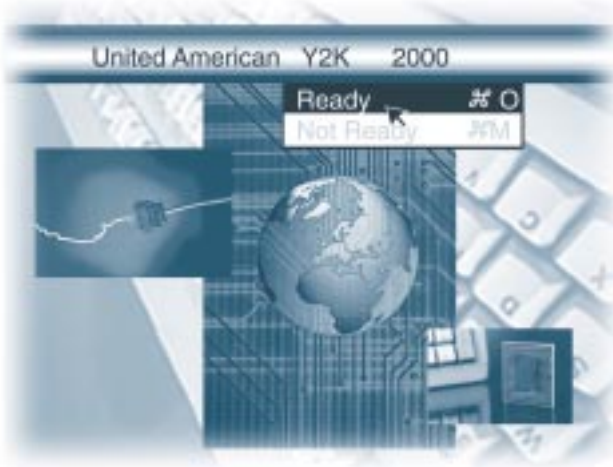 United American Y2K 2000
Ready ⌘ O
Not Ready ⌘M
A
C
X
D
G
W